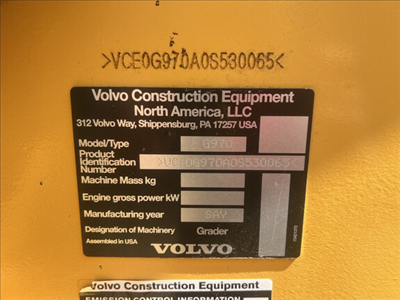 >VCE0G970A0S530065<
Volvo Construction Equipment
North America, LLC
312 Volvo Way, Shippensburg, PA 17257 USA
Model/Type G970
Product
Identification >VCE0G970A0S530065<
Number
Machine Mass kg
Engine gross power kW
Manufacturing year
Designation of Machinery Grader
Assembled in USA
VOLVO
Volvo Construction Equipment
EMISSION CONTROL INFORMATION